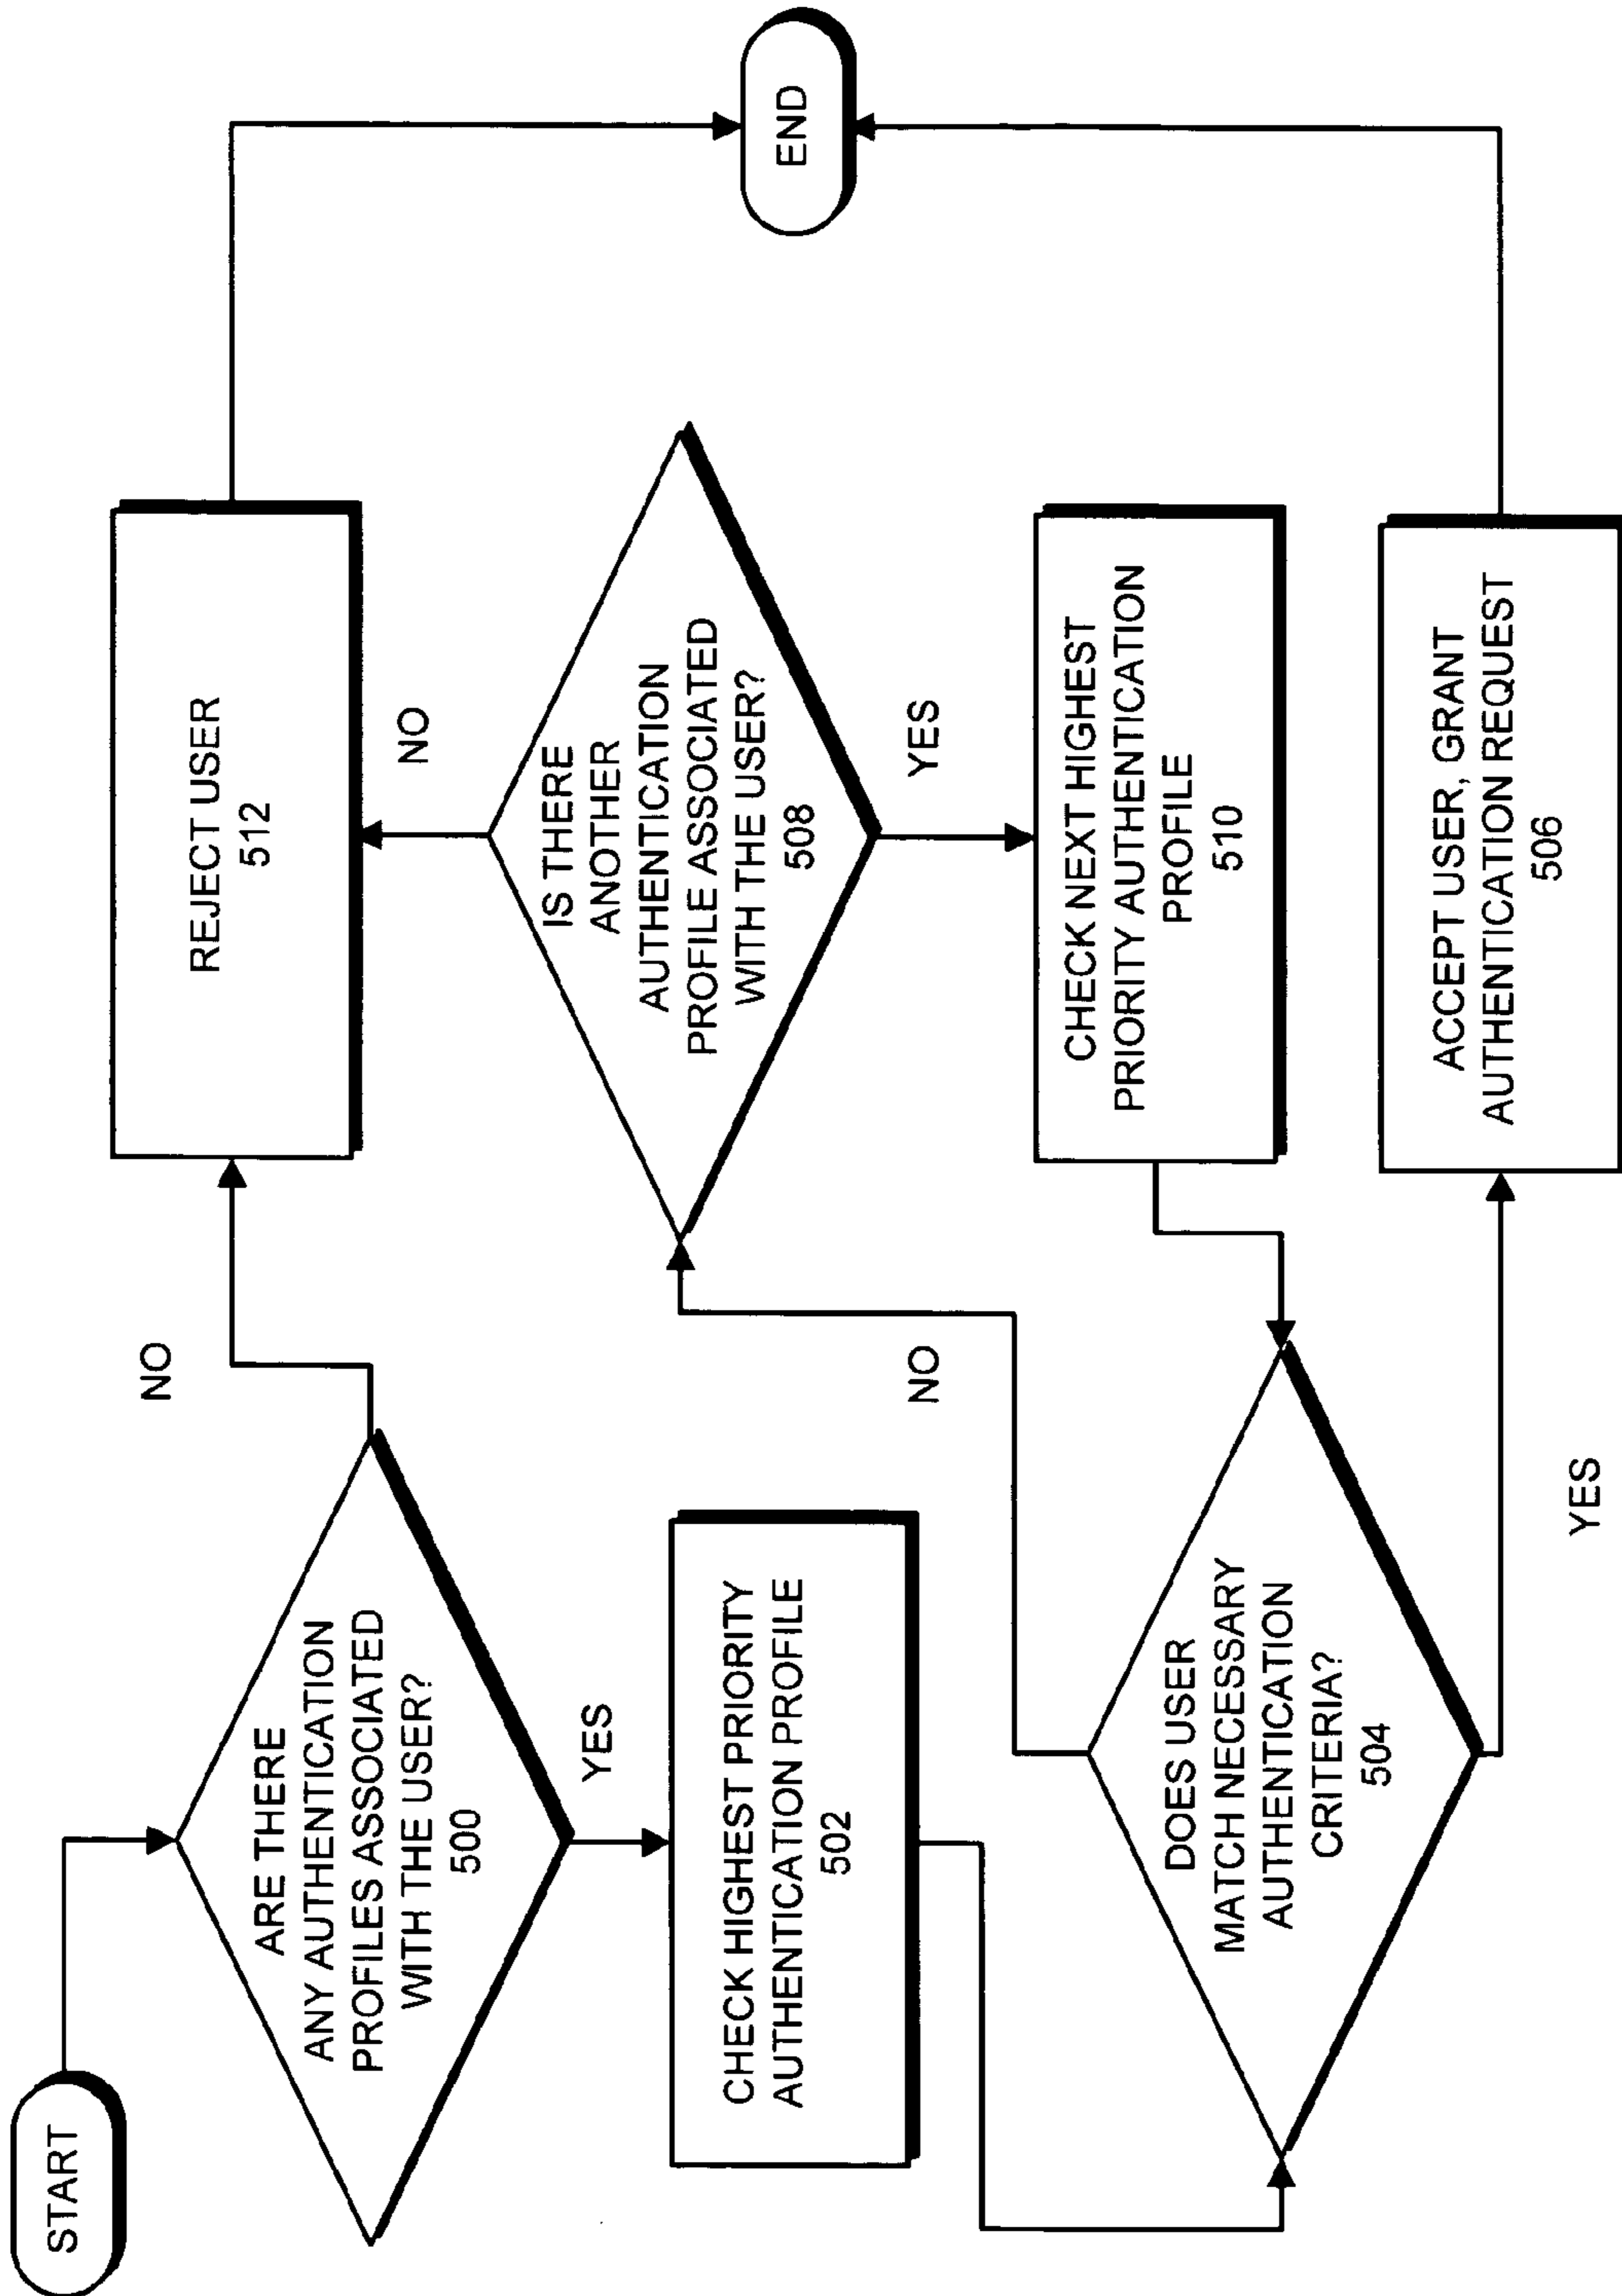 START
ARE THERE
ANY AUTHENTICATION
PROFILES ASSOCIATED
WITH THE USER?
500
NO
YES
CHECK HIGHEST PRIORITY
AUTHENTICATION PROFILE
502
DOES USER
MATCH NECESSARY
AUTHENTICATION
CRITERIA?
504
NO
YES
REJECT USER
512
NO
IS THERE
ANOTHER
AUTHENTICATION
PROFILE ASSOCIATED
WITH THE USER?
508
YES
CHECK NEXT HIGHEST
PRIORITY AUTHENTICATION
PROFILE
510
ACCEPT USER, GRANT
AUTHENTICATION REQUEST
506
END